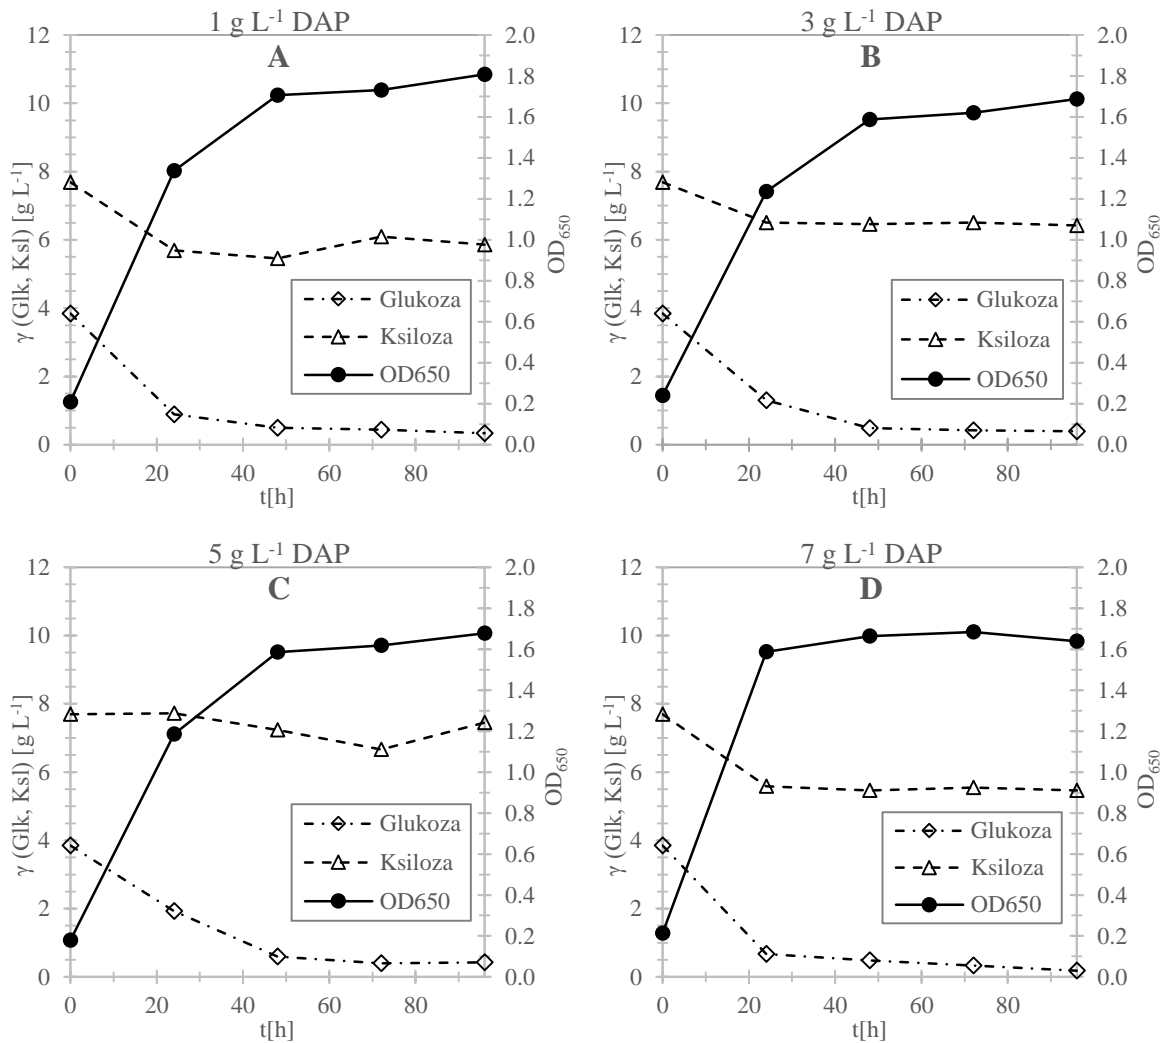 1 g L⁻¹ DAP
A
12
10
8
6
4
2
0
2.0
1.8
1.6
1.4
1.2
1.0
0.8
0.6
0.4
0.2
0.0
γ (Glk, Ksl) [g L⁻¹]
OD₆₅₀
Glukoza
Ksiloza
OD650
0 20 40 60 80
t[h]
3 g L⁻¹ DAP
B
12
10
8
6
4
2
0
2.0
1.8
1.6
1.4
1.2
1.0
0.8
0.6
0.4
0.2
0.0
γ (Glk, Ksl) [g L⁻¹]
OD₆₅₀
Glukoza
Ksiloza
OD650
0 20 40 60 80
t[h]
5 g L⁻¹ DAP
C
12
10
8
6
4
2
0
2.0
1.8
1.6
1.4
1.2
1.0
0.8
0.6
0.4
0.2
0.0
γ (Glk, Ksl) [g L⁻¹]
OD₆₅₀
Glukoza
Ksiloza
OD650
0 20 40 60 80
t[h]
7 g L⁻¹ DAP
D
12
10
8
6
4
2
0
2.0
1.8
1.6
1.4
1.2
1.0
0.8
0.6
0.4
0.2
0.0
γ (Glk, Ksl) [g L⁻¹]
OD₆₅₀
Glukoza
Ksiloza
OD650
0 20 40 60 80
t[h]